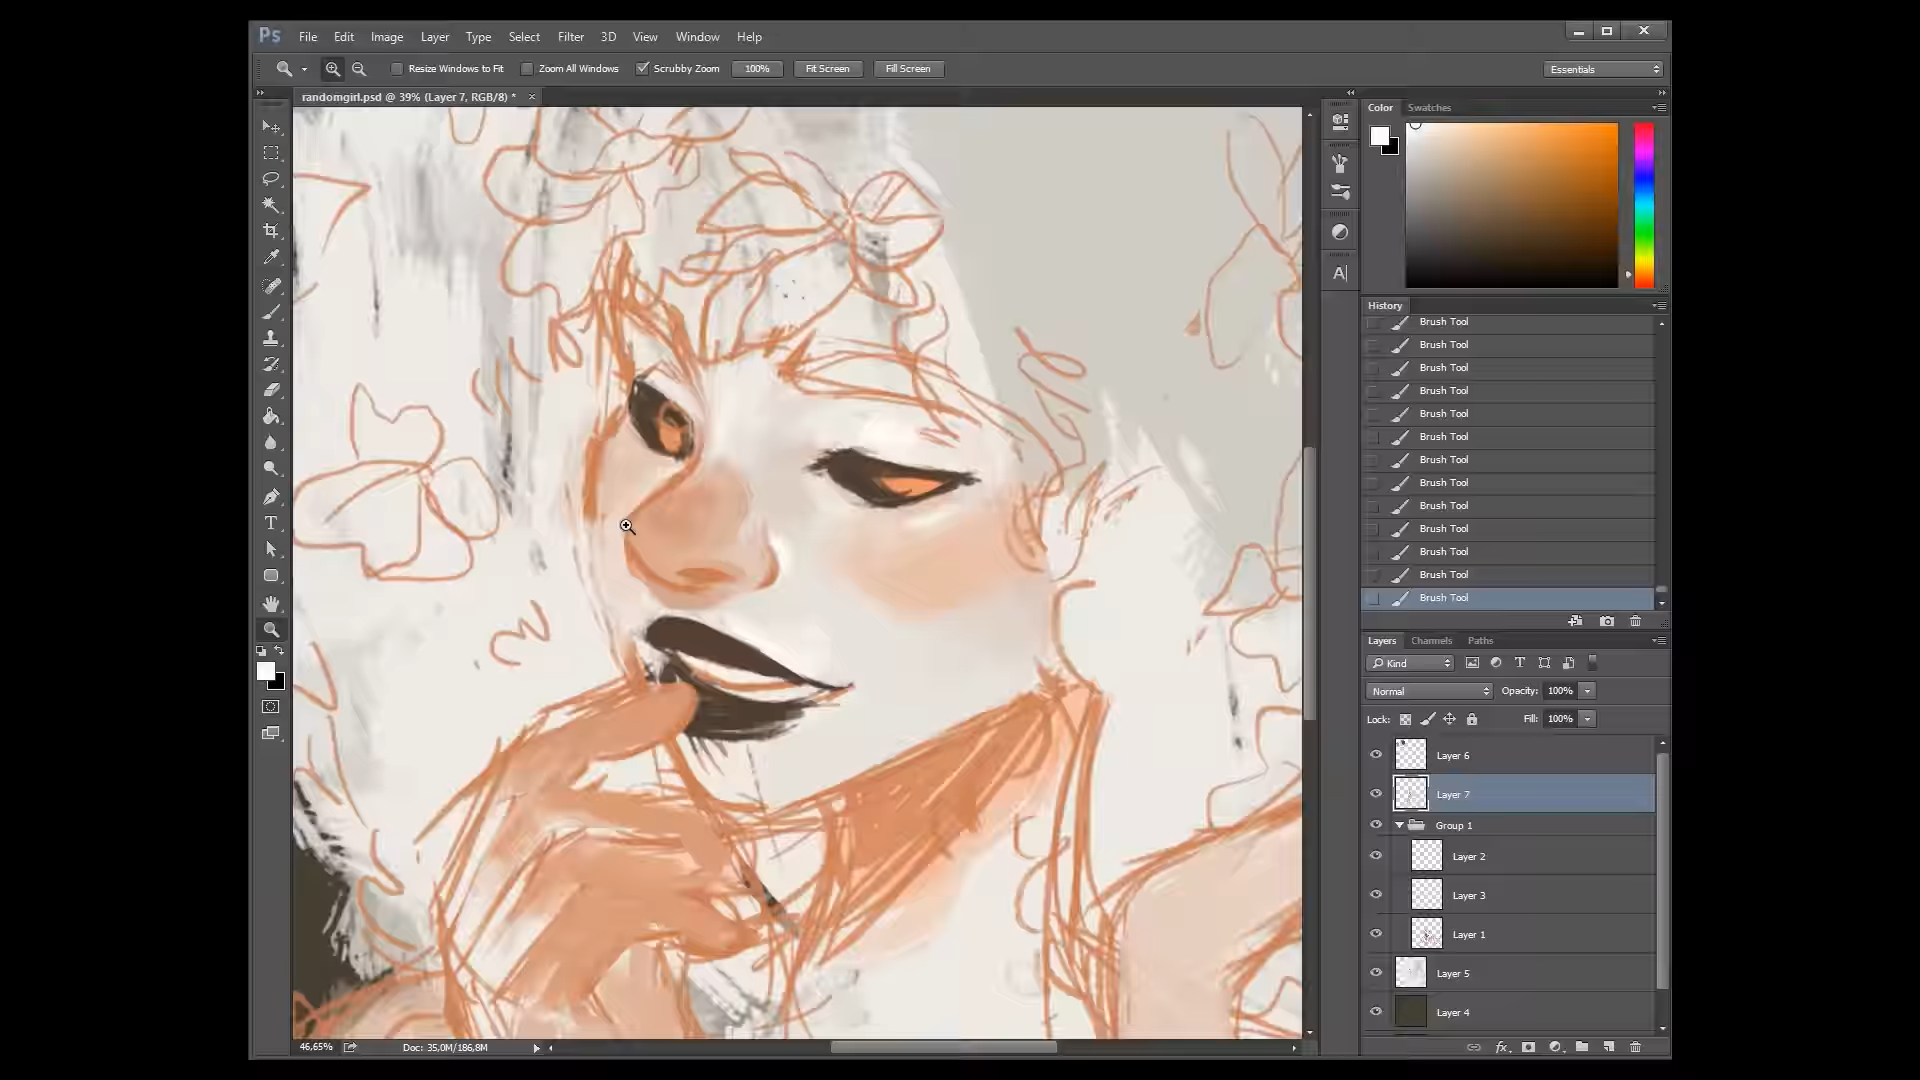 Ps File Edit Image Layer Type Select Filter 3D View Window Help
Resize Windows to Fit Zoom All Windows Scrubby Zoom 100% Fit Screen Fill Screen Essentials
randomgirl.psd @ 39% (Layer 7, RGB/8) *
Color Swatches
History
Brush Tool
Brush Tool
Brush Tool
Brush Tool
Brush Tool
Brush Tool
Brush Tool
Brush Tool
Brush Tool
Brush Tool
Brush Tool
Brush Tool
Brush Tool
Layers Channels Paths
Kind
Normal Opacity: 100%
Lock: Fill: 100%
Layer 6
Layer 7
Group 1
Layer 2
Layer 3
Layer 1
Layer 5
Layer 4
46,65% Doc: 35,0M/186,8M